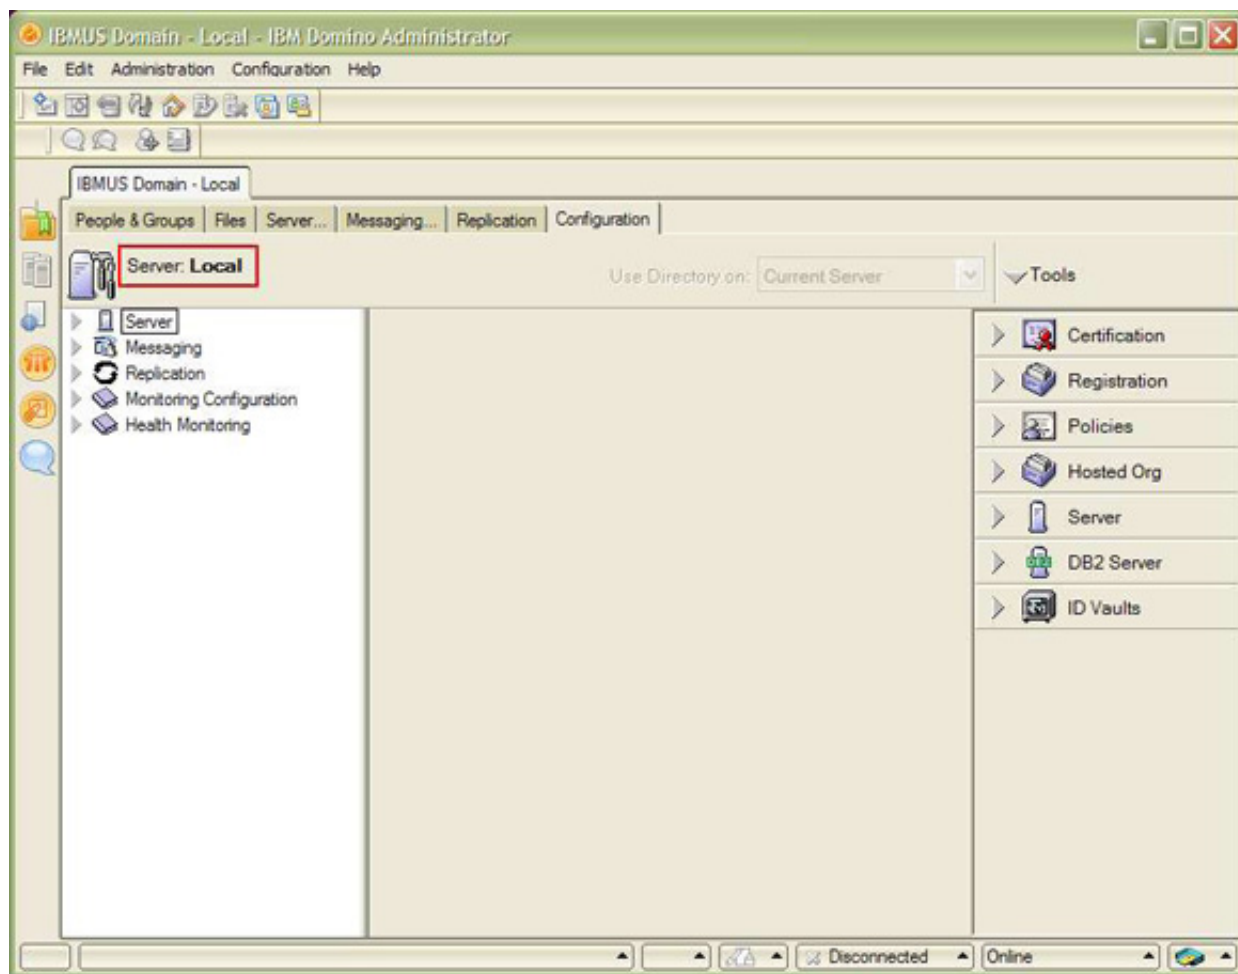 IBMUS Domain - Local - IBM Domino Administrator
File Edit Administration Configuration Help
IBMUS Domain - Local
People & Groups Files Server... Messaging... Replication Configuration
Server: Local
Use Directory on: Current Server
Tools
Server
Messaging
Replication
Monitoring Configuration
Health Monitoring
Certification
Registration
Policies
Hosted Org
Server
DB2 Server
ID Vaults
Disconnected
Online